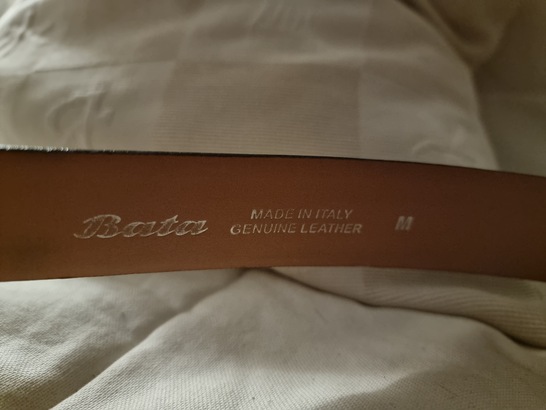 Bata
MADE IN ITALY
GENUINE LEATHER
M